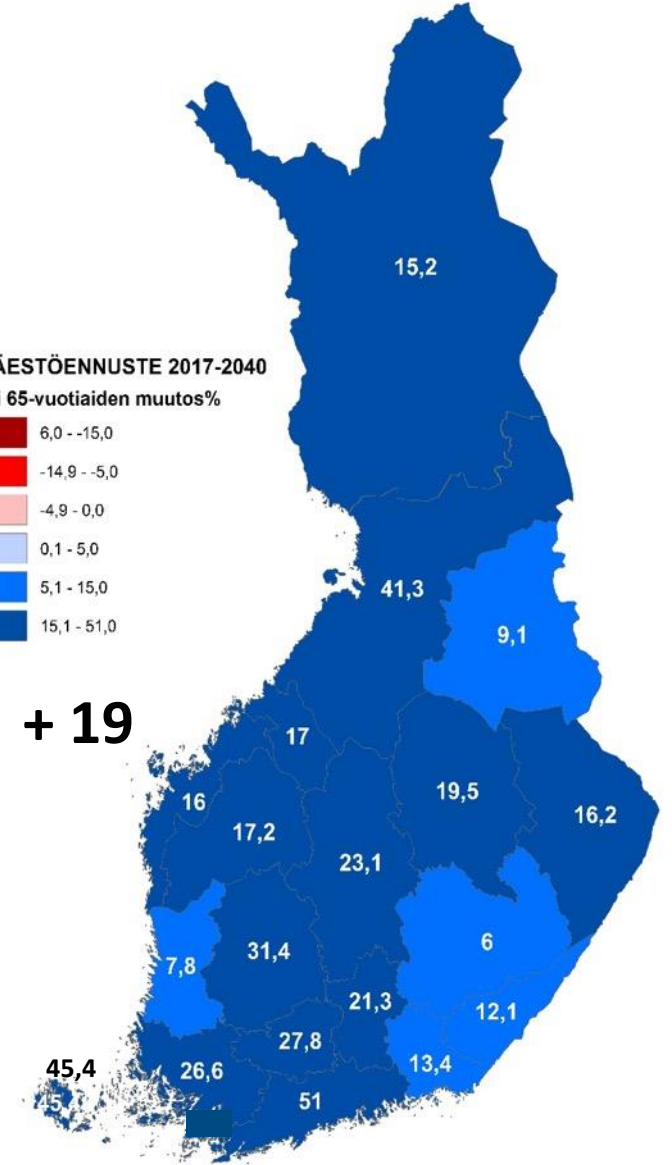 15,2
ÄESTÖENNUSTE 2017-2040
i 65-vuotiaiden muutos%
6,0 - -15,0
-14,9 - -5,0
-4,9 - 0,0
0,1 - 5,0
5,1 - 15,0
15,1 - 51,0
41,3
9,1
+ 19
17
16
19,5
16,2
17,2
23,1
6
31,4
7,8
21,3
12,1
27,8
13,4
45,4
26,6
51